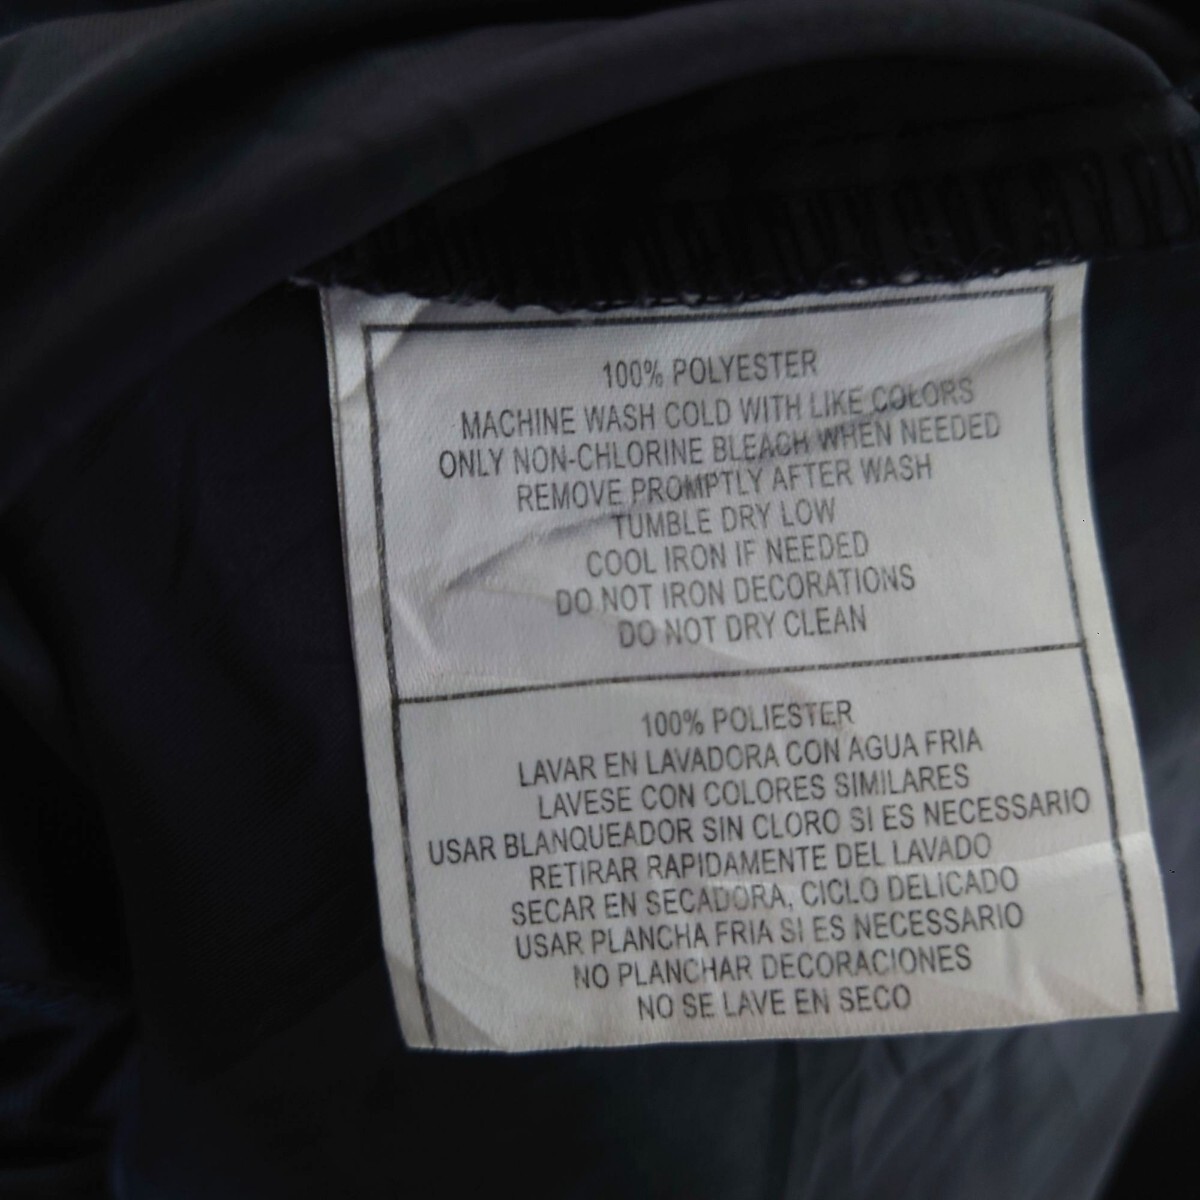 100% POLYESTER
MACHINE WASH COLD WITH LIKE COLORS
ONLY NON-CHLORINE BLEACH WHEN NEEDED
REMOVE PROMPTLY AFTER WASH
TUMBLE DRY LOW
COOL IRON IF NEEDED
DO NOT IRON DECORATIONS
DO NOT DRY CLEAN
100% POLIESTER
LAVAR EN LAVADORA CON AGUA FRIA
LAVESE CON COLORES SIMILARES
USAR BLANQUEADOR SIN CLORO SI ES NECESSARIO
RETIRAR RAPIDAMENTE DEL LAVADO
SECAR EN SECADORA, CICLO DELICADO
USAR PLANCHA FRIA SI ES NECESSARIO
NO PLANCHAR DECORACIONES
NO SE LAVE EN SECO